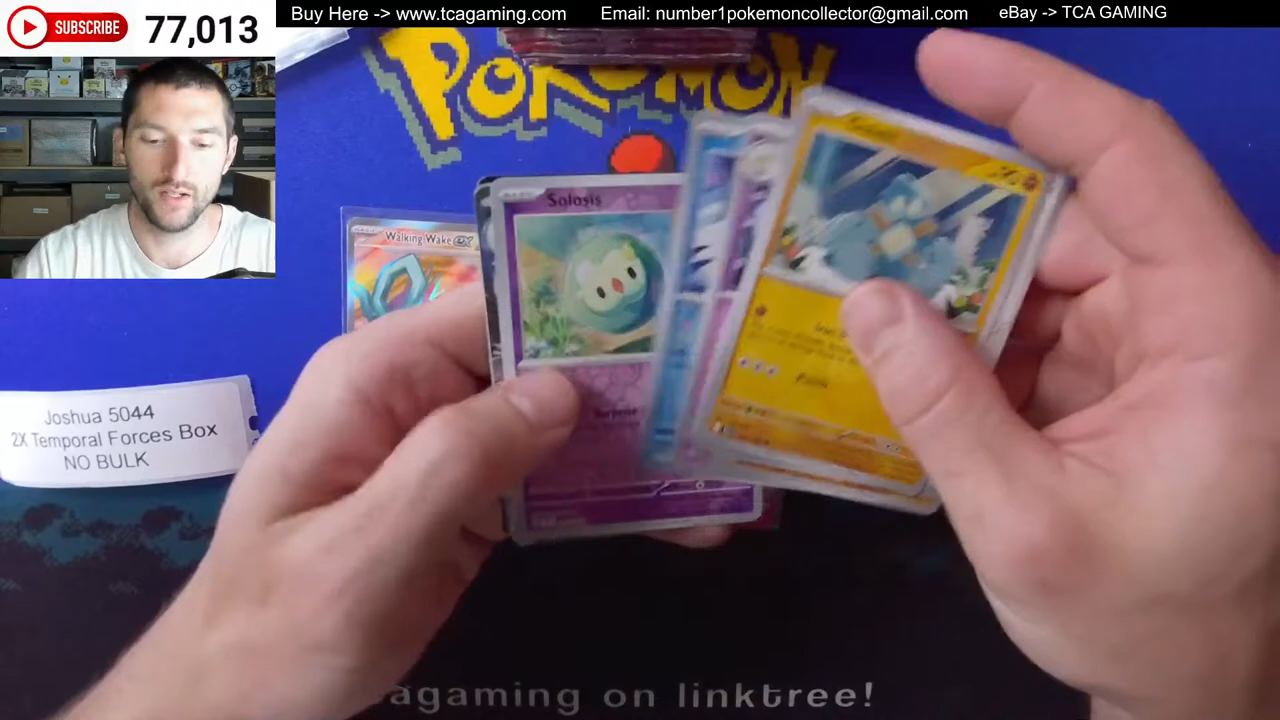 SUBSCRIBE
77,013
Buy Here -> www.tcagaming.com
Email: number1pokemoncollector@gmail.com
eBay -> TCA GAMING
POKEMON
Walking Wake ex
Solosis
Joshua 5044
2X Temporal Forces Box
NO BULK
agaming on linktree!